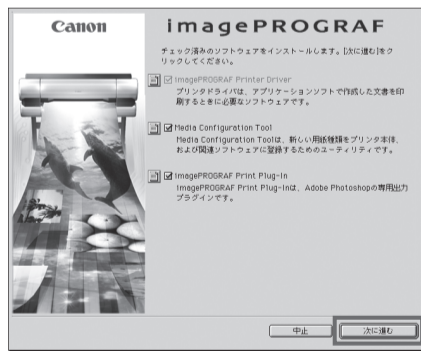 Canon
imagePROGRAF
チェック済みのソフトウェアをインストールします。[次に進む]をク
リックしてください。
imagePROGRAF Printer Driver
プリンタドライバは、アプリケーションソフトで作成した文書を印
刷するときに必要なソフトウェアです。
Media Configuration Tool
Media Configuration Toolは、新しい用紙種類をプリンタ本体、
および関連ソフトウェアに登録するためのユーティリティです。
imagePROGRAF Print Plug-In
imagePROGRAF Print Plug-Inは、Adobe Photoshopの専用出力
プラグインです。
中止
次に進む